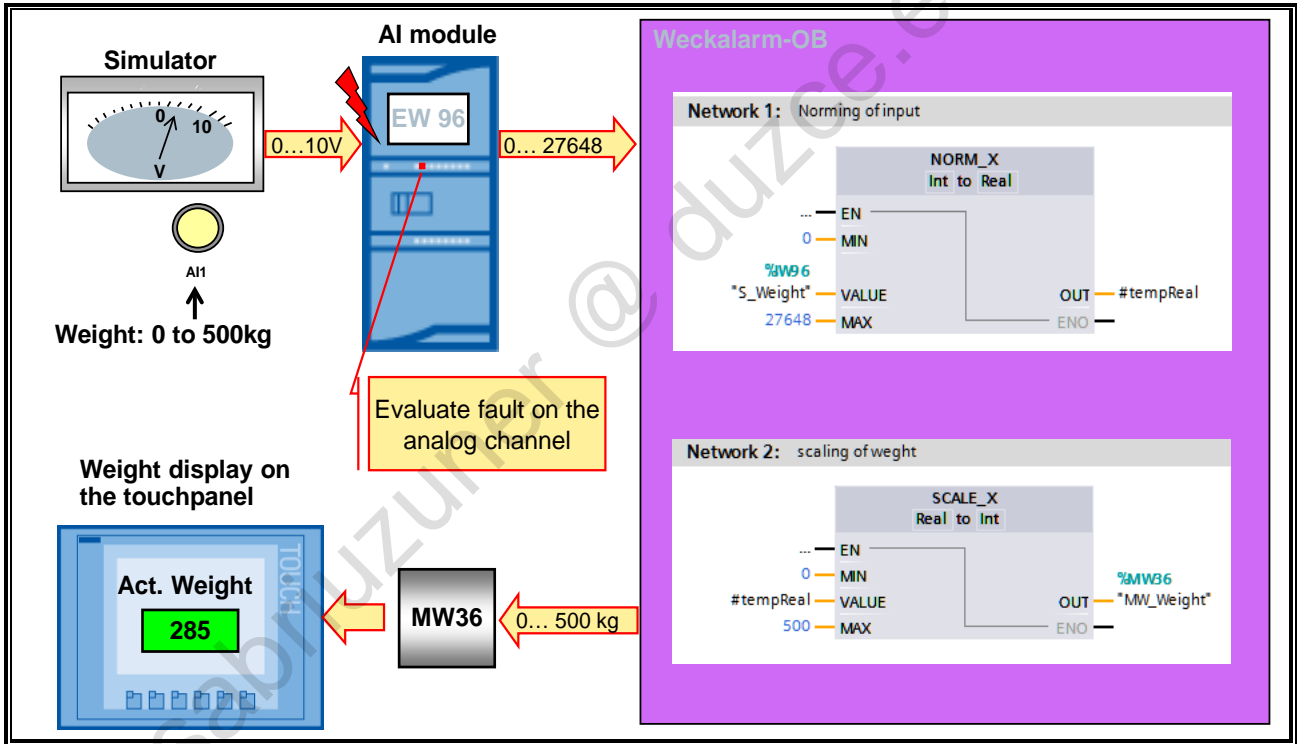 AI module
Simulator
0
10
V
AI1
Weight: 0 to 500kg
0…10V
EW 96
0… 27648
Weckalarm-OB
Network 1: Norming of input
NORM_X
Int to Real
... EN
0 MIN
%IW96
"S_Weight" VALUE OUT #tempReal
27648 MAX ENO
Evaluate fault on the
analog channel
Network 2: scaling of weght
SCALE_X
Real to Int
... EN
0 MIN
%MW36
#tempReal VALUE OUT "MW_Weight"
500 MAX ENO
Weight display on
the touchpanel
TOUCH
Act. Weight
285
MW36
0… 500 kg
sabriuzuner @ duzce.e